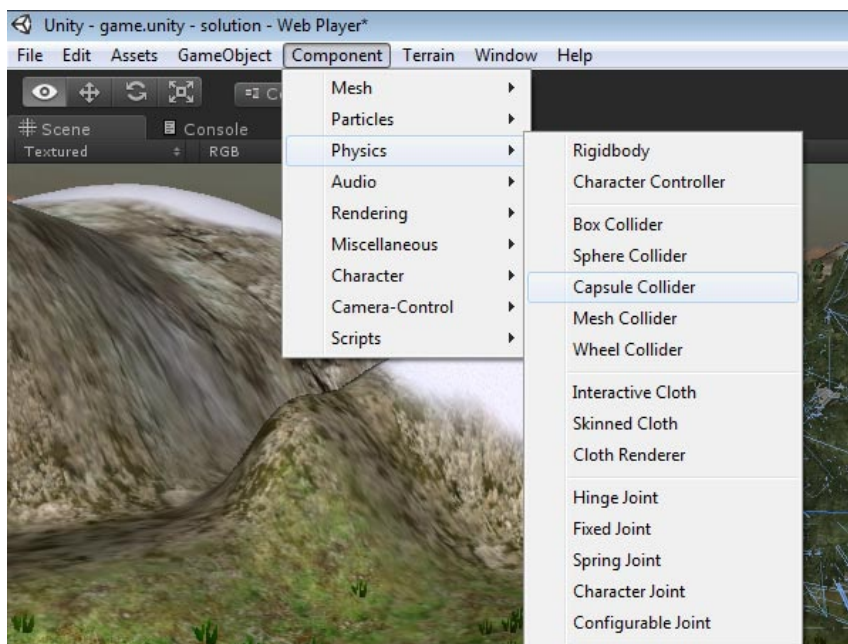 Unity - game.unity - solution - Web Player*
File Edit Assets GameObject Component Terrain Window Help
Scene Console
Textured RGB
Mesh
Particles
Physics
Audio
Rendering
Miscellaneous
Character
Camera-Control
Scripts
Rigidbody
Character Controller
Box Collider
Sphere Collider
Capsule Collider
Mesh Collider
Wheel Collider
Interactive Cloth
Skinned Cloth
Cloth Renderer
Hinge Joint
Fixed Joint
Spring Joint
Character Joint
Configurable Joint